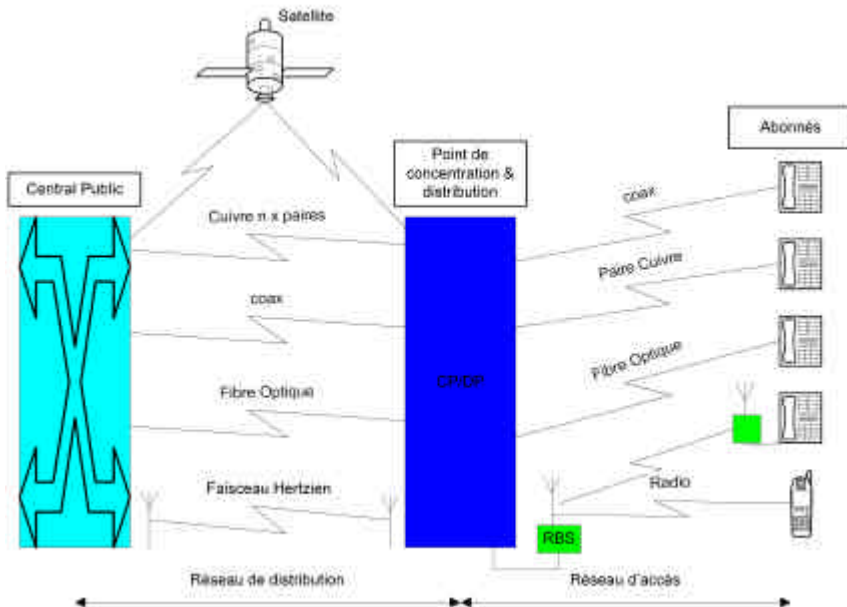 Satellite
Abonnés
Point de
concentration &
distribution
Central Public
Cuivre n x paires
coax
coax
Paire Cuivre
Fibre Optique
CP/DP
Fibre Optique
Faisceau Hertzien
Radio
RBS
Réseau de distribution
Réseau d'accès